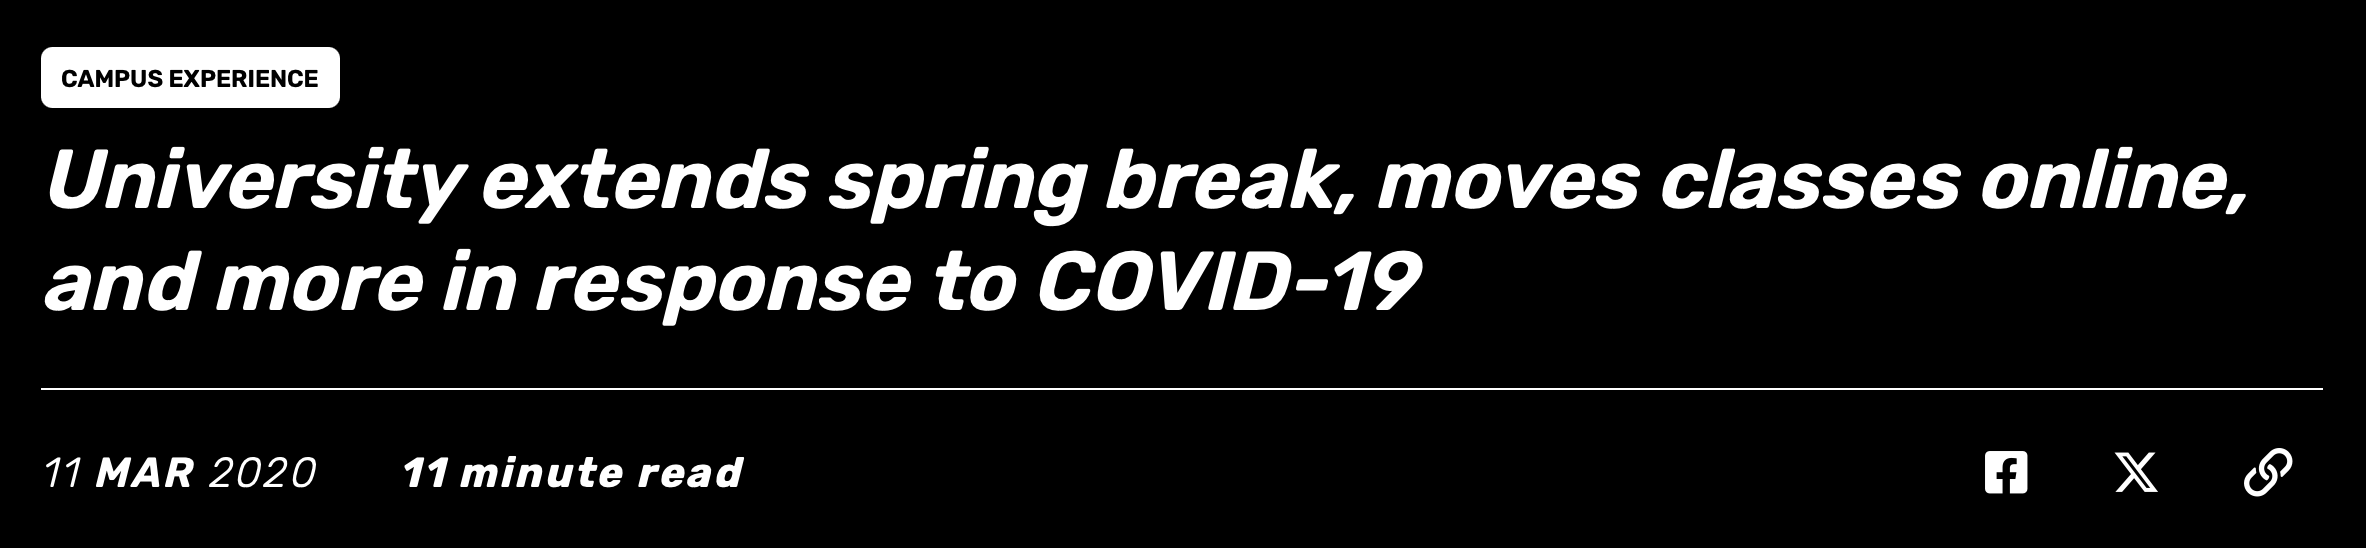 CAMPUS EXPERIENCE
University extends spring break, moves classes online,
and more in response to COVID-19
11 MAR 2020 11 minute read